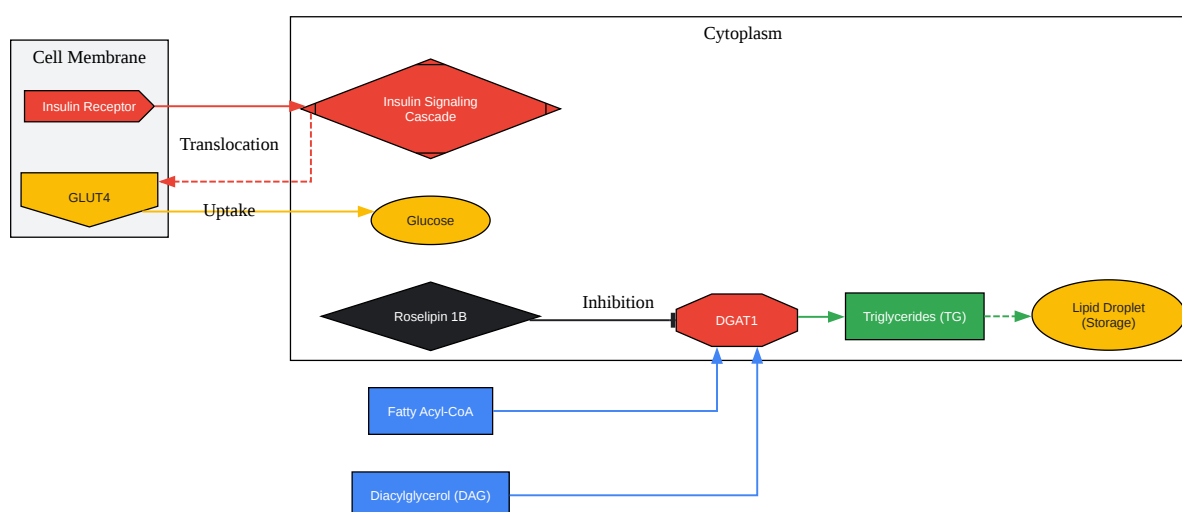 Cytoplasm
Cell Membrane
Insulin Receptor
Insulin Signaling
Cascade
Translocation
GLUT4
Uptake
Glucose
Inhibition
Roselipin 1B
DGAT1
Triglycerides (TG)
Lipid Droplet
(Storage)
Fatty Acyl-CoA
Diacylglycerol (DAG)